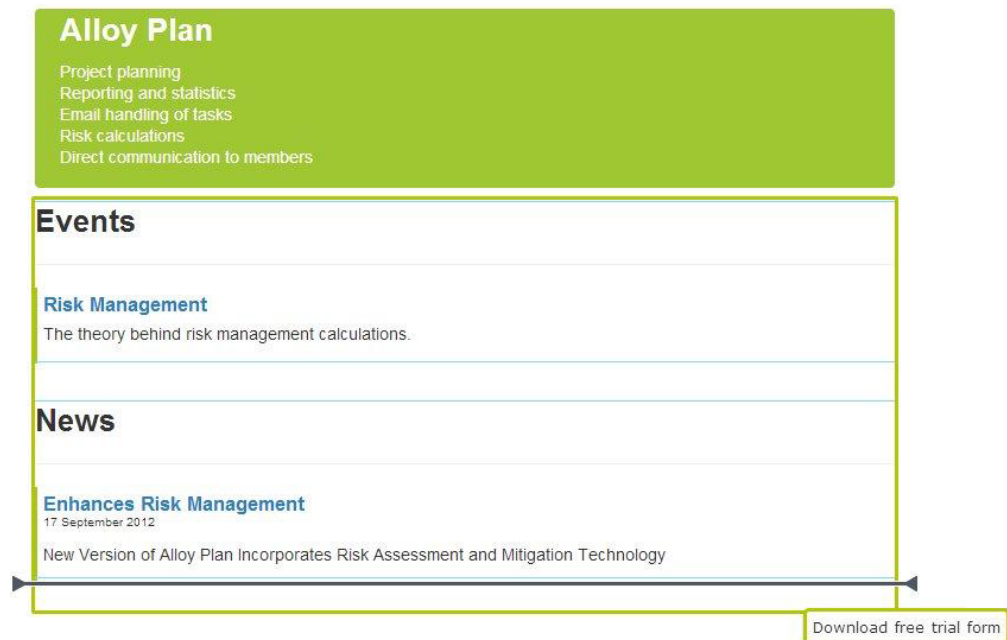 Alloy Plan
Project planning
Reporting and statistics
Email handling of tasks
Risk calculations
Direct communication to members
Events
Risk Management
The theory behind risk management calculations.
News
Enhances Risk Management
17 September 2012
New Version of Alloy Plan Incorporates Risk Assessment and Mitigation Technology
Download free trial form